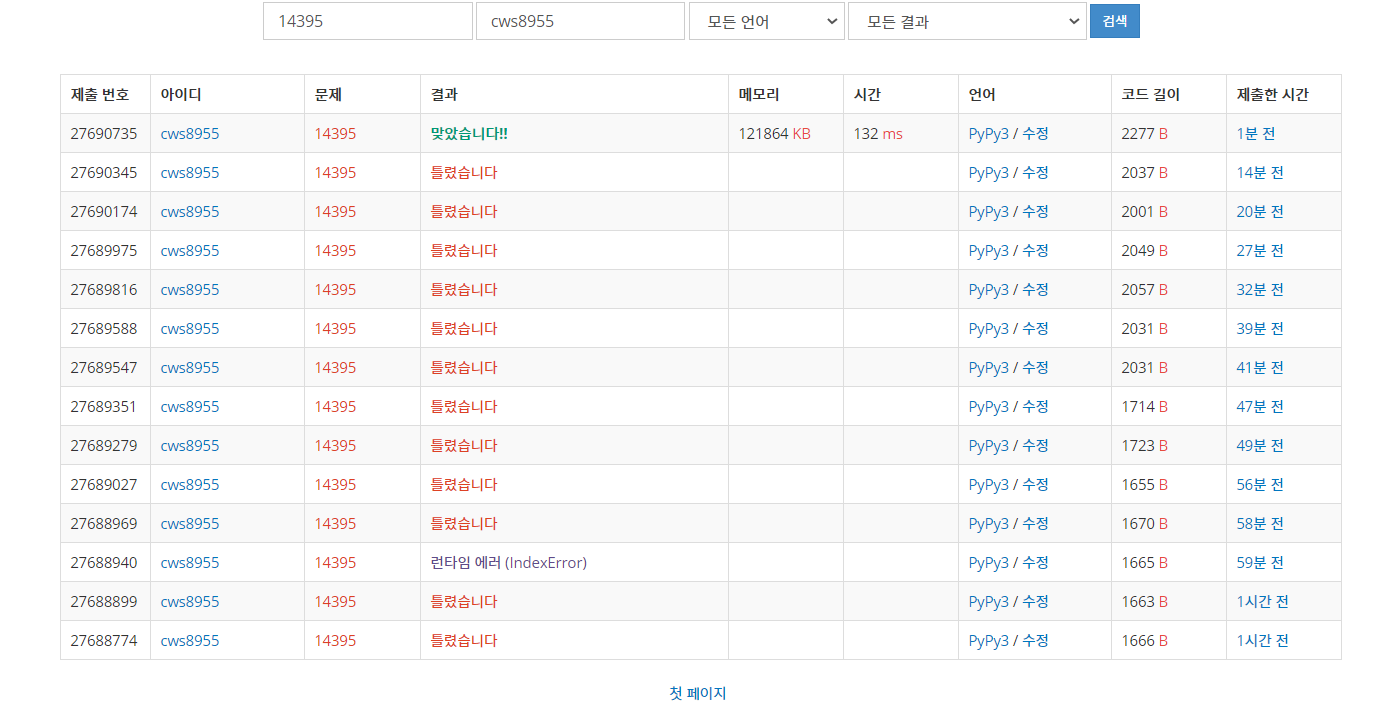 14395 cws8955 모든 언어 모든 결과 검색
제출 번호 아이디 문제 결과 메모리 시간 언어 코드 길이 제출한 시간
27690735 cws8955 14395 맞았습니다!! 121864 KB 132 ms PyPy3 / 수정 2277 B 1분 전
27690345 cws8955 14395 틀렸습니다 PyPy3 / 수정 2037 B 14분 전
27690174 cws8955 14395 틀렸습니다 PyPy3 / 수정 2001 B 20분 전
27689975 cws8955 14395 틀렸습니다 PyPy3 / 수정 2049 B 27분 전
27689816 cws8955 14395 틀렸습니다 PyPy3 / 수정 2057 B 32분 전
27689588 cws8955 14395 틀렸습니다 PyPy3 / 수정 2031 B 39분 전
27689547 cws8955 14395 틀렸습니다 PyPy3 / 수정 2031 B 41분 전
27689351 cws8955 14395 틀렸습니다 PyPy3 / 수정 1714 B 47분 전
27689279 cws8955 14395 틀렸습니다 PyPy3 / 수정 1723 B 49분 전
27689027 cws8955 14395 틀렸습니다 PyPy3 / 수정 1655 B 56분 전
27688969 cws8955 14395 틀렸습니다 PyPy3 / 수정 1670 B 58분 전
27688940 cws8955 14395 런타임 에러 (IndexError) PyPy3 / 수정 1665 B 59분 전
27688899 cws8955 14395 틀렸습니다 PyPy3 / 수정 1663 B 1시간 전
27688774 cws8955 14395 틀렸습니다 PyPy3 / 수정 1666 B 1시간 전
첫 페이지